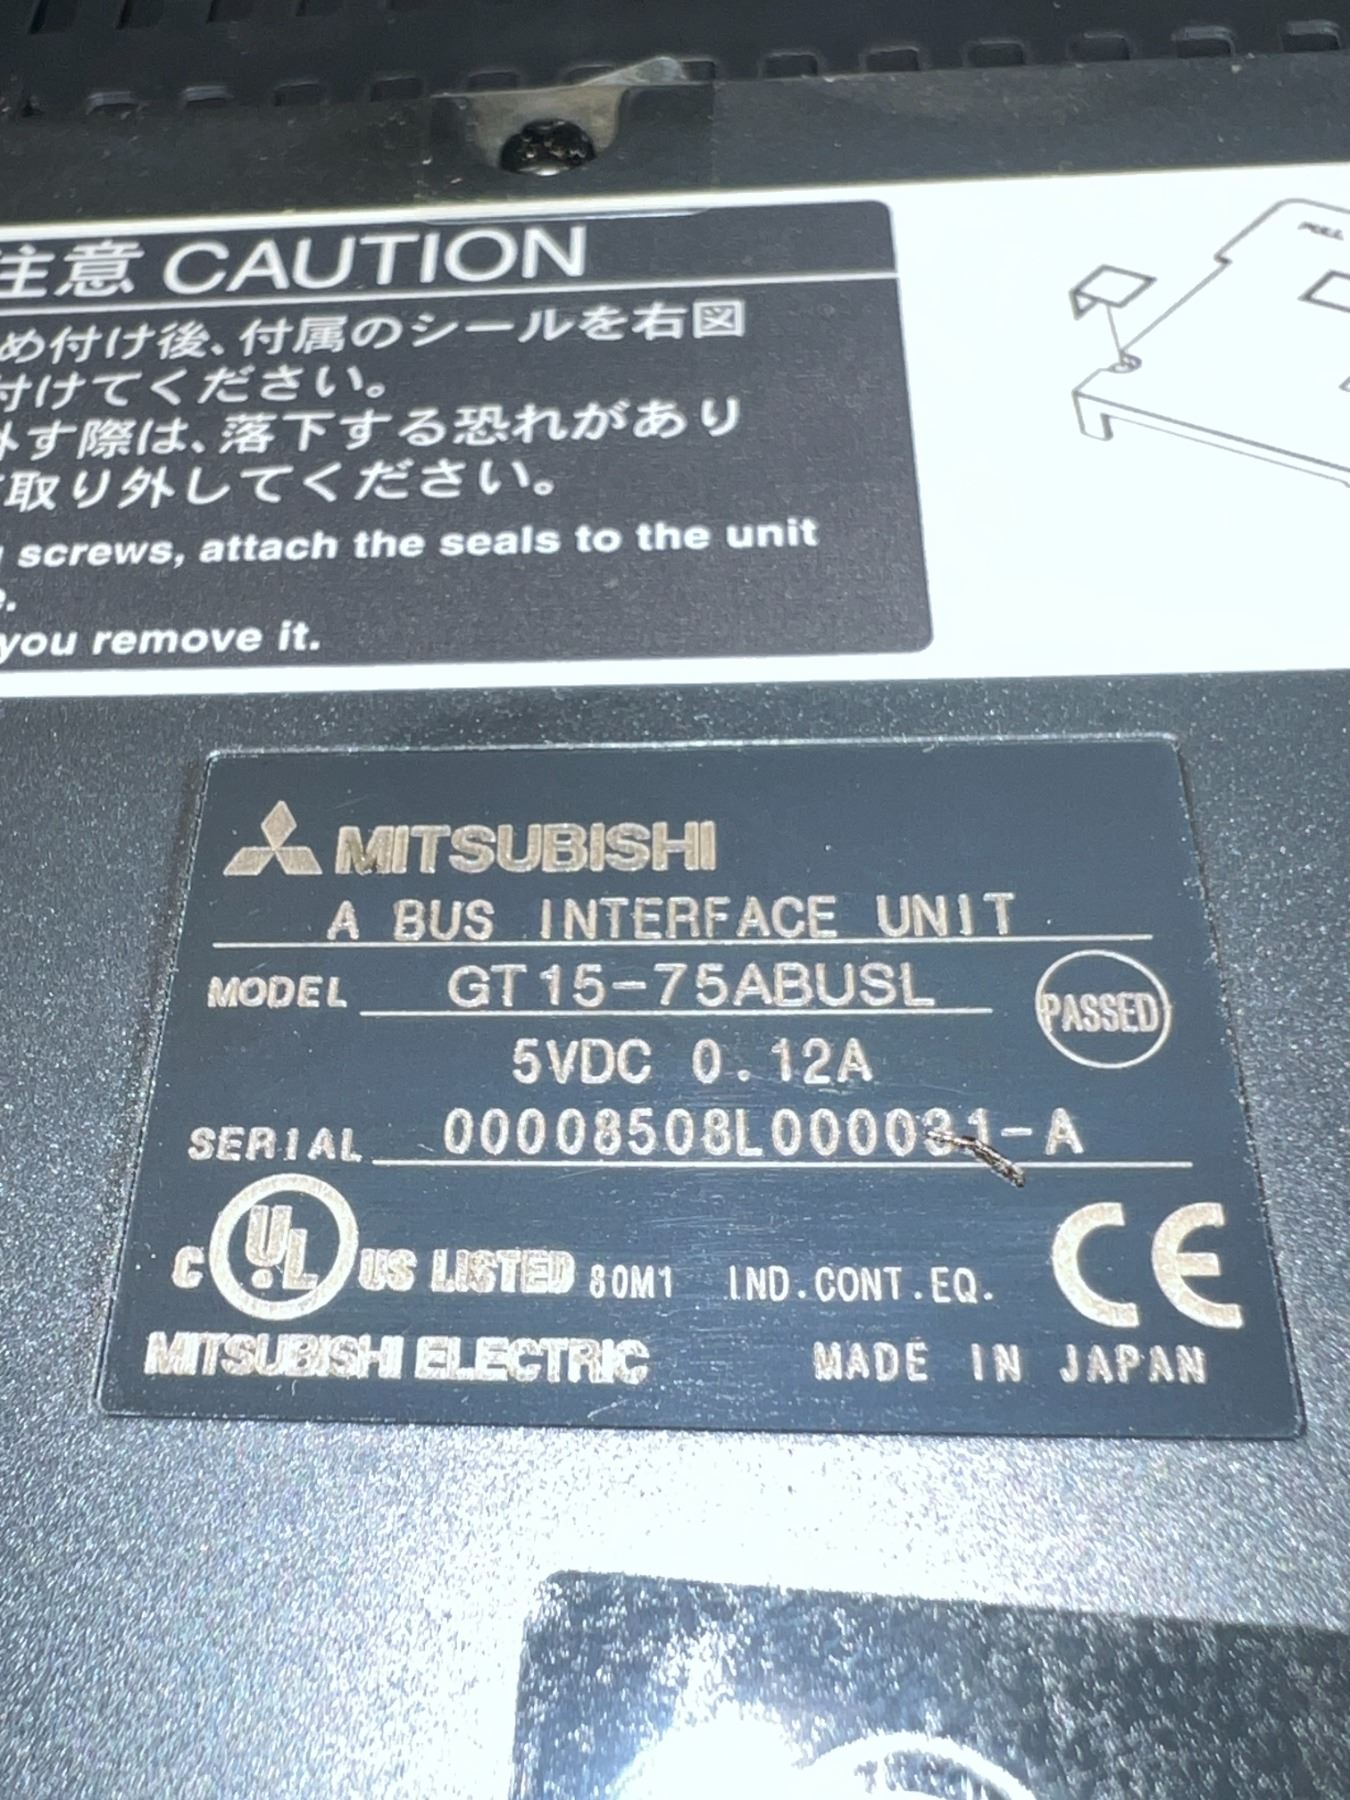 PULL
注意 CAUTION
め付け後、付属のシールを右図
付けてください。
外す際は、落下する恐れがあり
取り外してください。
screws, attach the seals to the unit
you remove it.
MITSUBISHI
A BUS INTERFACE UNIT
MODEL GT15-75ABUSL
PASSED
5VDC 0.12A
SERIAL 00008508L000031-A
C UL US LISTED 80M1 IND.CONT.EQ. CE
MITSUBISHI ELECTRIC MADE IN JAPAN